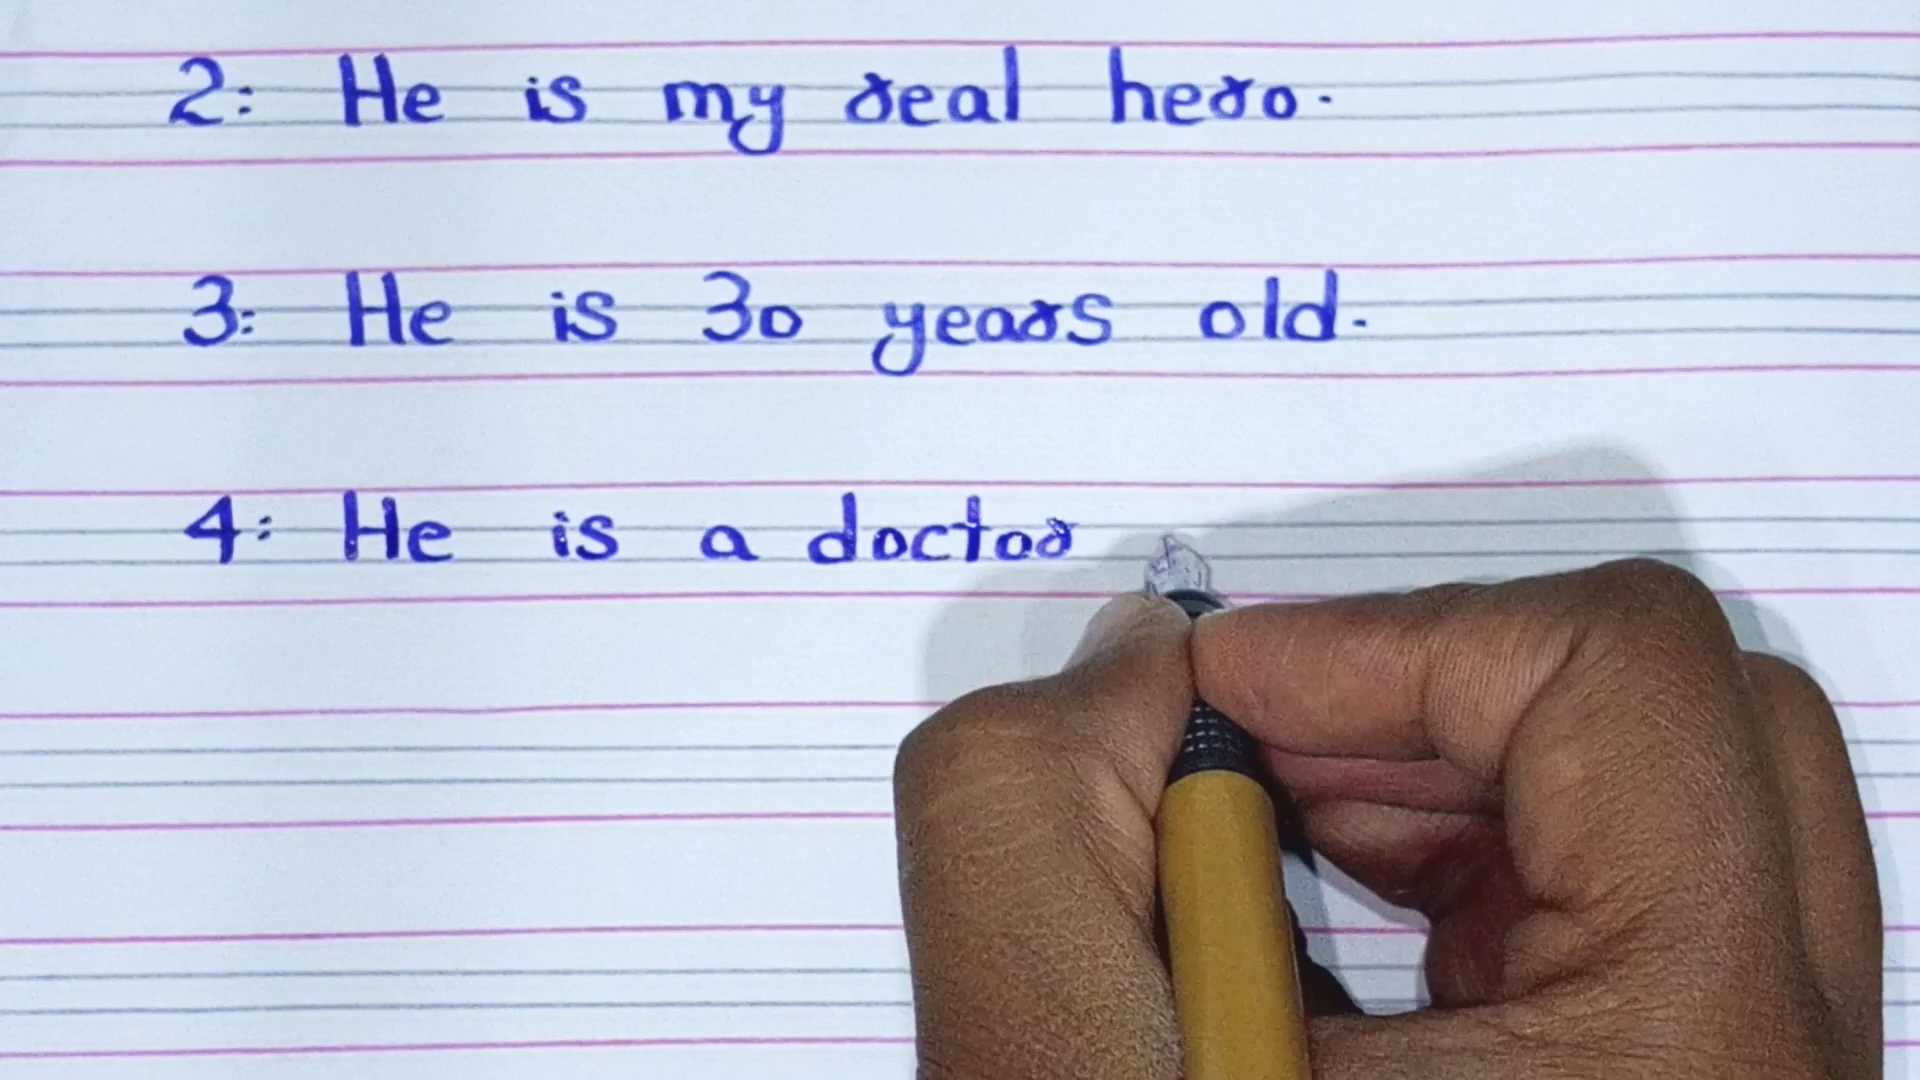 2: He is my real hero.
3: He is 30 years old.
4: He is a doctor